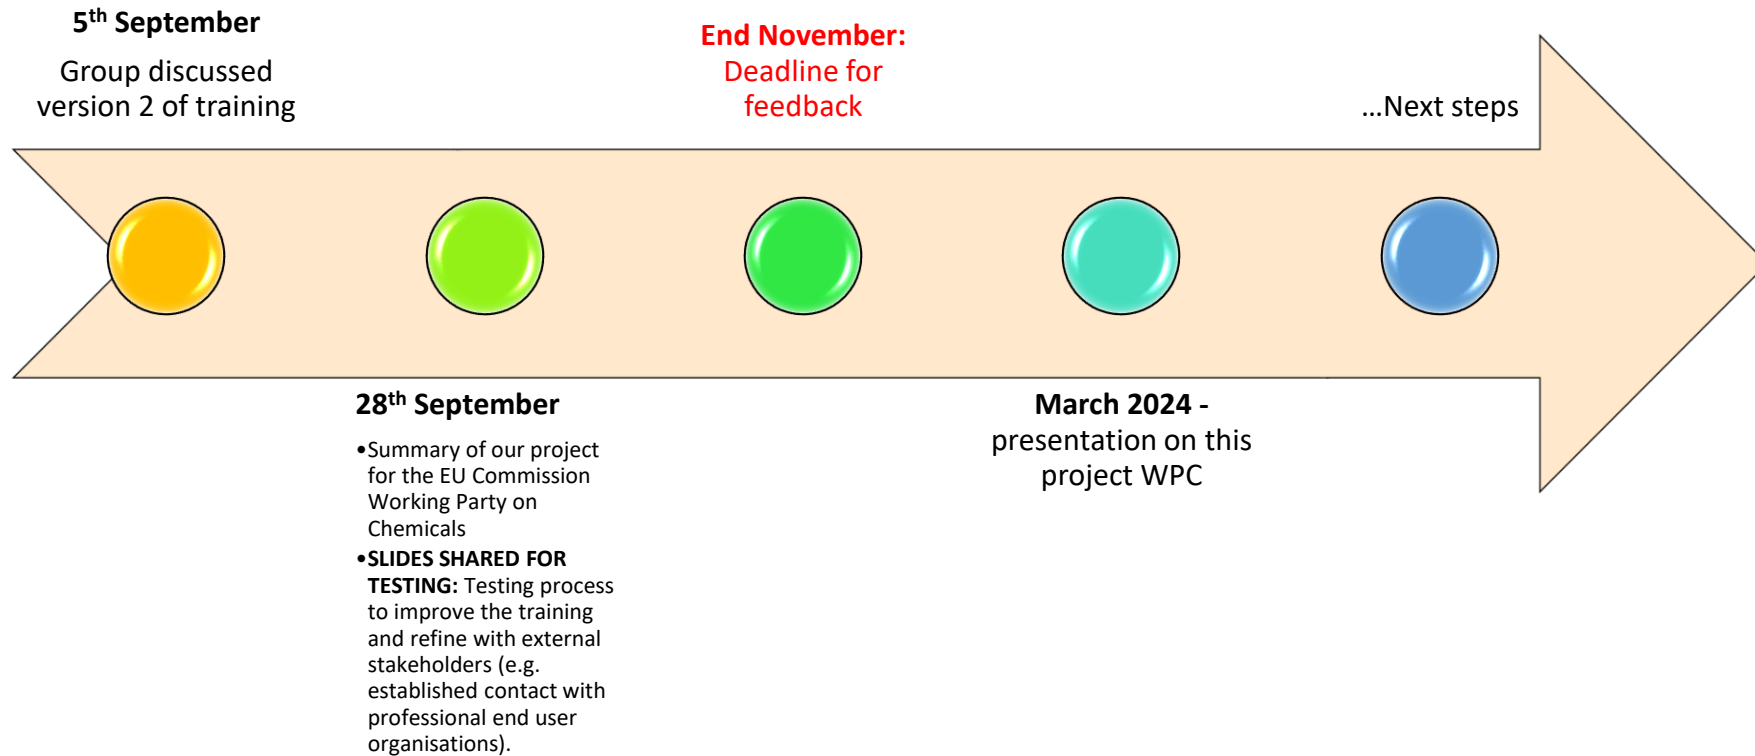 5th September
Group discussed
version 2 of training
28th September
•Summary of our project
for the EU Commission
Working Party on
Chemicals
•SLIDES SHARED FOR
TESTING: Testing process
to improve the training
and refine with external
stakeholders (e.g.
established contact with
professional end user
organisations).
End November:
Deadline for
feedback
March 2024 -
presentation on this
project WPC
...Next steps